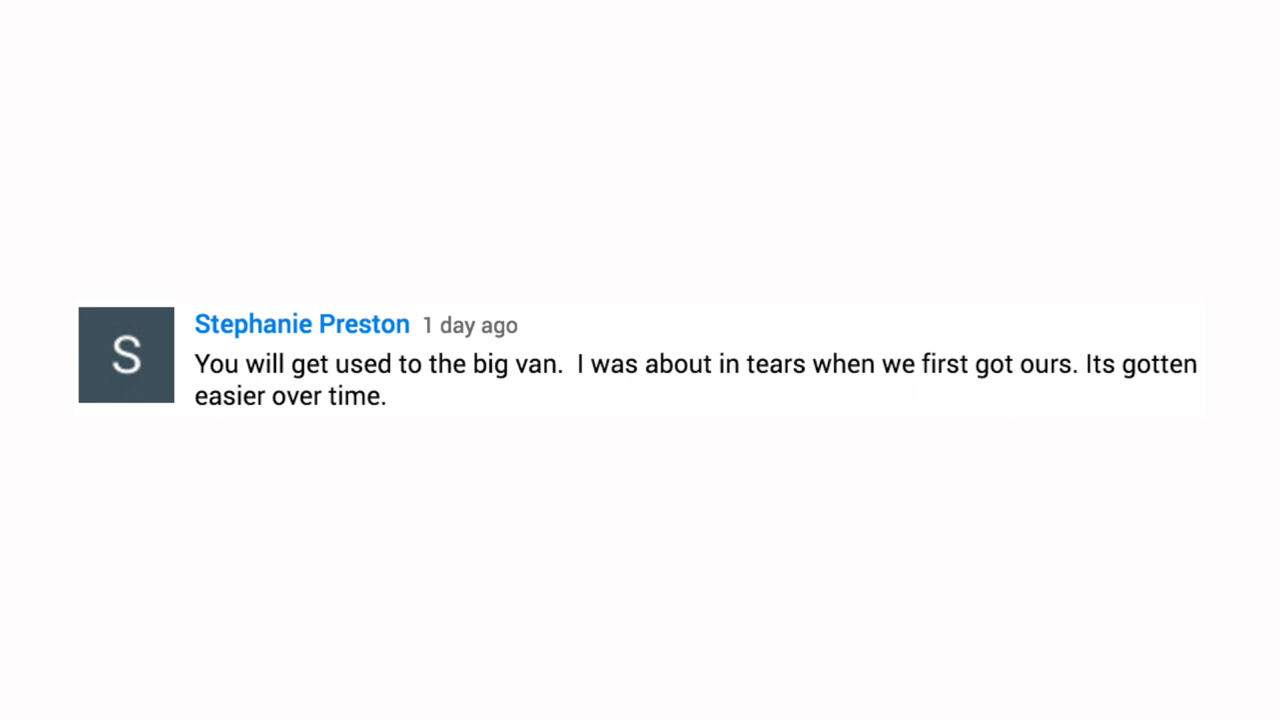 S
Stephanie Preston 1 day ago
You will get used to the big van.  I was about in tears when we first got ours. Its gotten
easier over time.